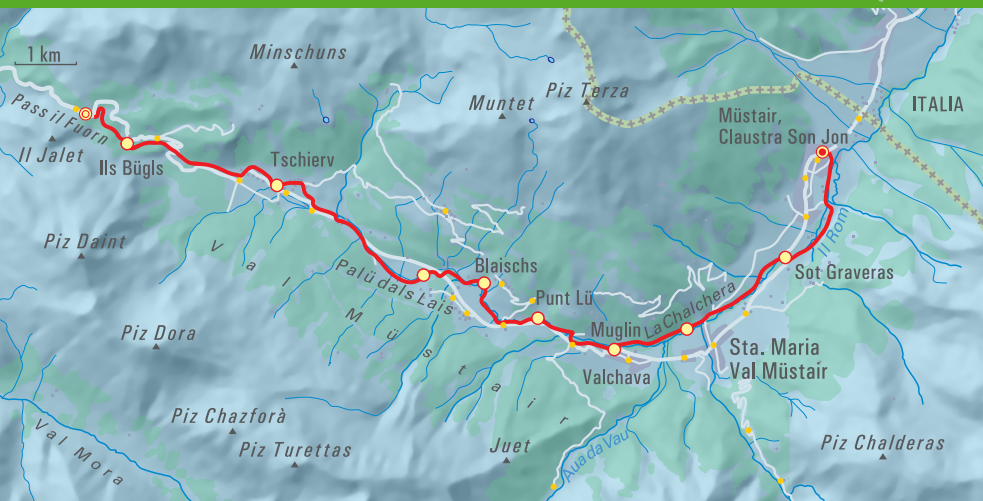 1 km
Minschuns
Muntet
Piz Terza
ITALIA
Müstair,
Claustra Son Jon
Pass il Fuorn
Il Jalet
Ils Bügls
Tschierv
Piz Daint
Val Müstair
Palü dals Lais
Blaischs
Punt Lü
Il Rom
Sot Graveras
La Chalchera
Muglin
Valchava
Sta. Maria
Val Müstair
Piz Dora
Piz Chazforà
Piz Turettas
Juet
Aua da Vau
Piz Chalderas
Val Mora